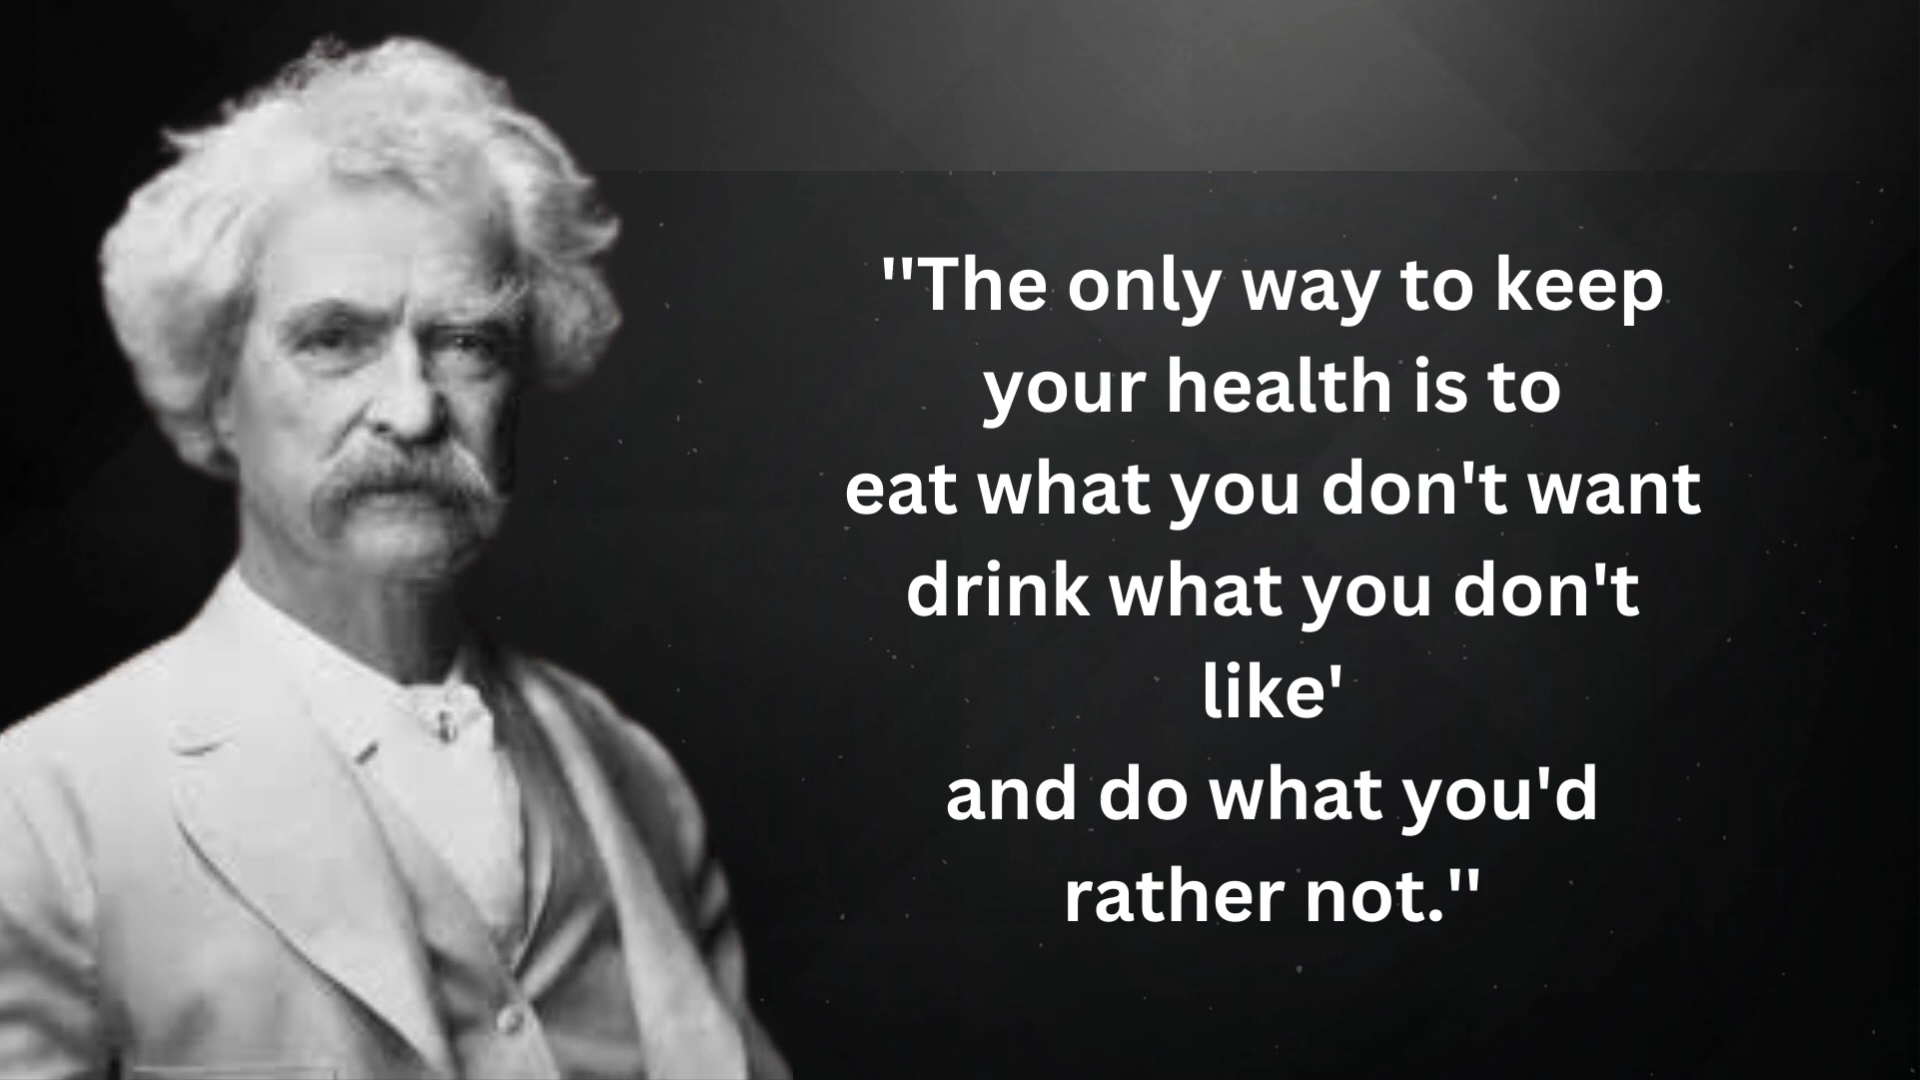 "The only way to keep
your health is to
eat what you don't want
drink what you don't
like'
and do what you'd
rather not."